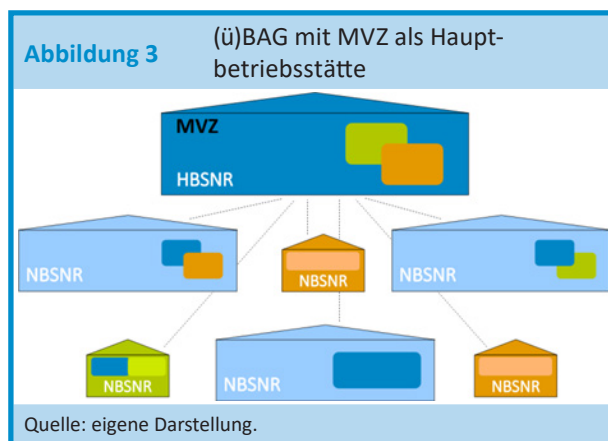 Abbildung 3
(ü)BAG mit MVZ als Haupt-
betriebsstätte
MVZ
HBSNR
NBSNR
NBSNR
NBSNR
NBSNR
NBSNR
NBSNR
Quelle: eigene Darstellung.